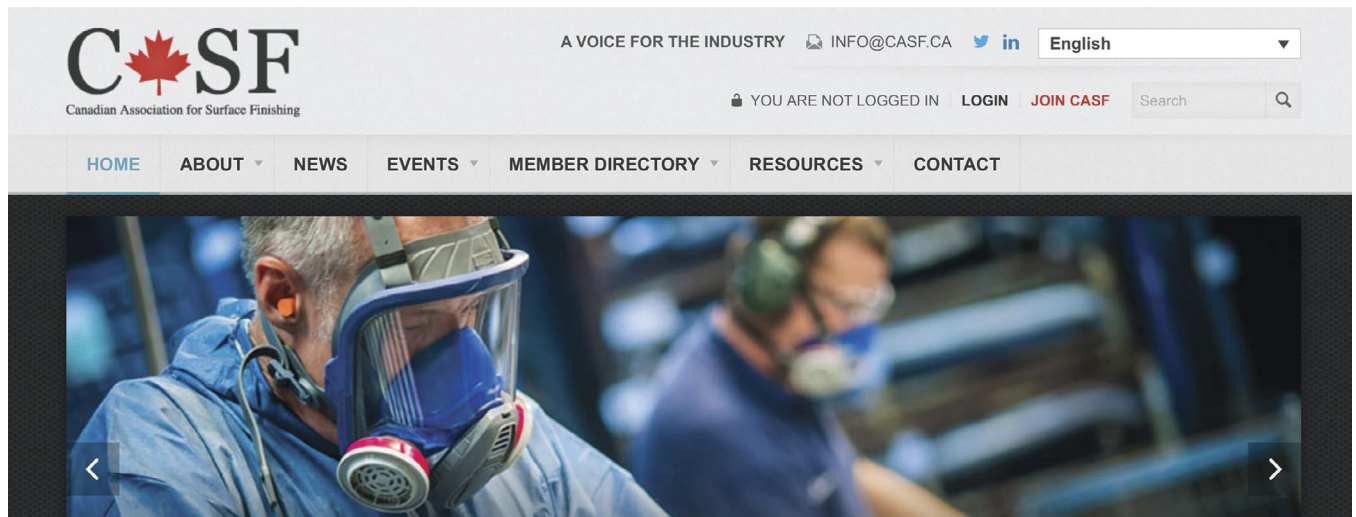 CASF
Canadian Association for Surface Finishing
A VOICE FOR THE INDUSTRY INFO@CASF.CA in English
YOU ARE NOT LOGGED IN LOGIN JOIN CASF Search
HOME ABOUT NEWS EVENTS MEMBER DIRECTORY RESOURCES CONTACT